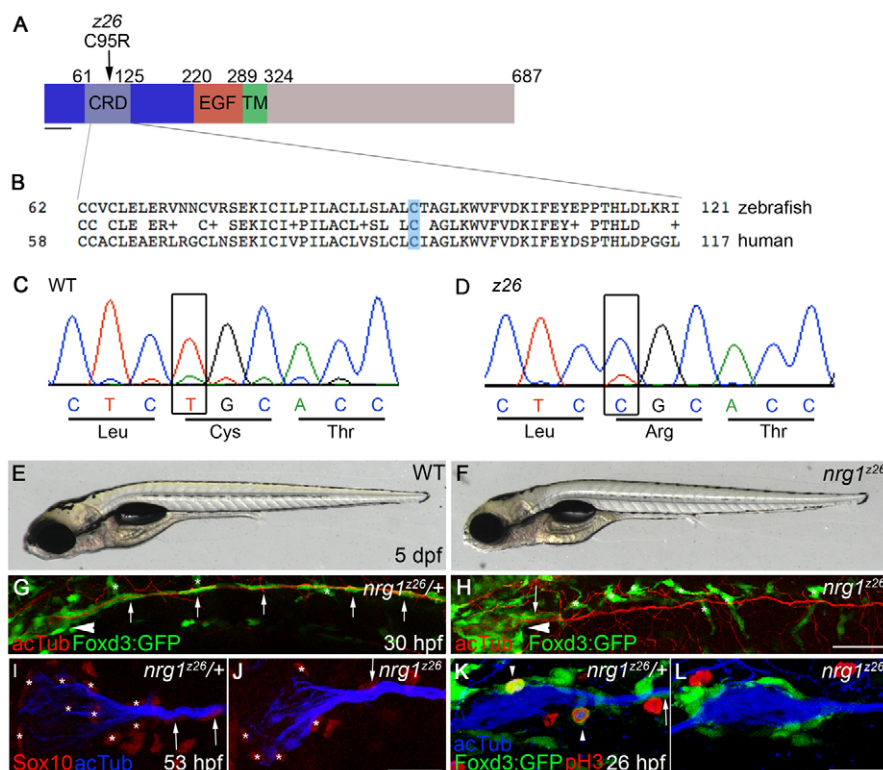 A
z26
C95R
61 125 220 289 324 687
CRD EGF TM
B
62 CCVCLELERVNNCVRSEKICILPILACLLSLALCTAGLKWVFVDKIFEYEPPTHLDLKRI 121 zebrafish
CCC CLE ER+ C+ SEKICI+PILACL+SL LC AGLKWVFVDKIFEY+ PTHLD +
58 CCACLEAERLRGCLNSEKICIVPILACLVSLCLCIAGLKWVFVDKIFEYDSPTHLDPGGL 117 human
C WT
C T C T G C A C C
Leu Cys Thr
D z26
C T C C G C A C C
Leu Arg Thr
E WT
5 dpf
F nrg1z26
G nrg1z26/+
acTub Foxd3:GFP 30 hpf
H nrg1z26
acTub Foxd3:GFP
I nrg1z26/+
Sox10 acTub 53 hpf
J nrg1z26
K nrg1z26/+
acTub
Foxd3:GFP pH3 26 hpf
L nrg1z26